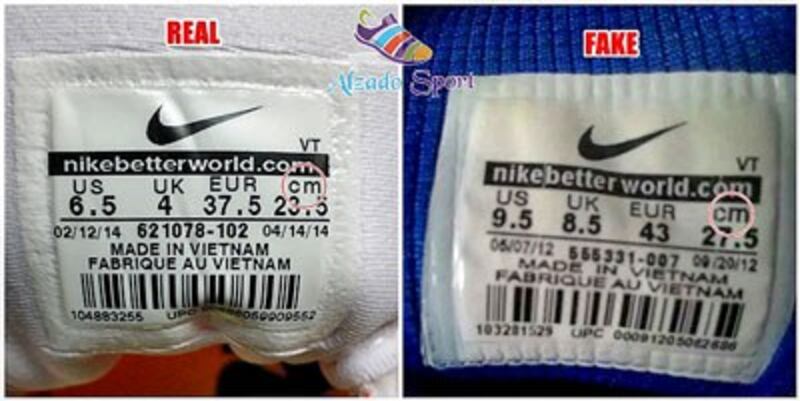 REAL
Alzado Sport
FAKE
VT
nikebetterworld.com
US UK EUR cm
6.5 4 37.5 23.5
02/12/14 621078-102 04/14/14
MADE IN VIETNAM
FABRIQUE AU VIETNAM
104883255 UPC
VT
nikebetterworld.com
US UK EUR cm
9.5 8.5 43 27.5
05/07/12 555331-007 09/20/12
MADE IN VIETNAM
FABRIQUE AU VIETNAM
103281529 UPC 00091205062686